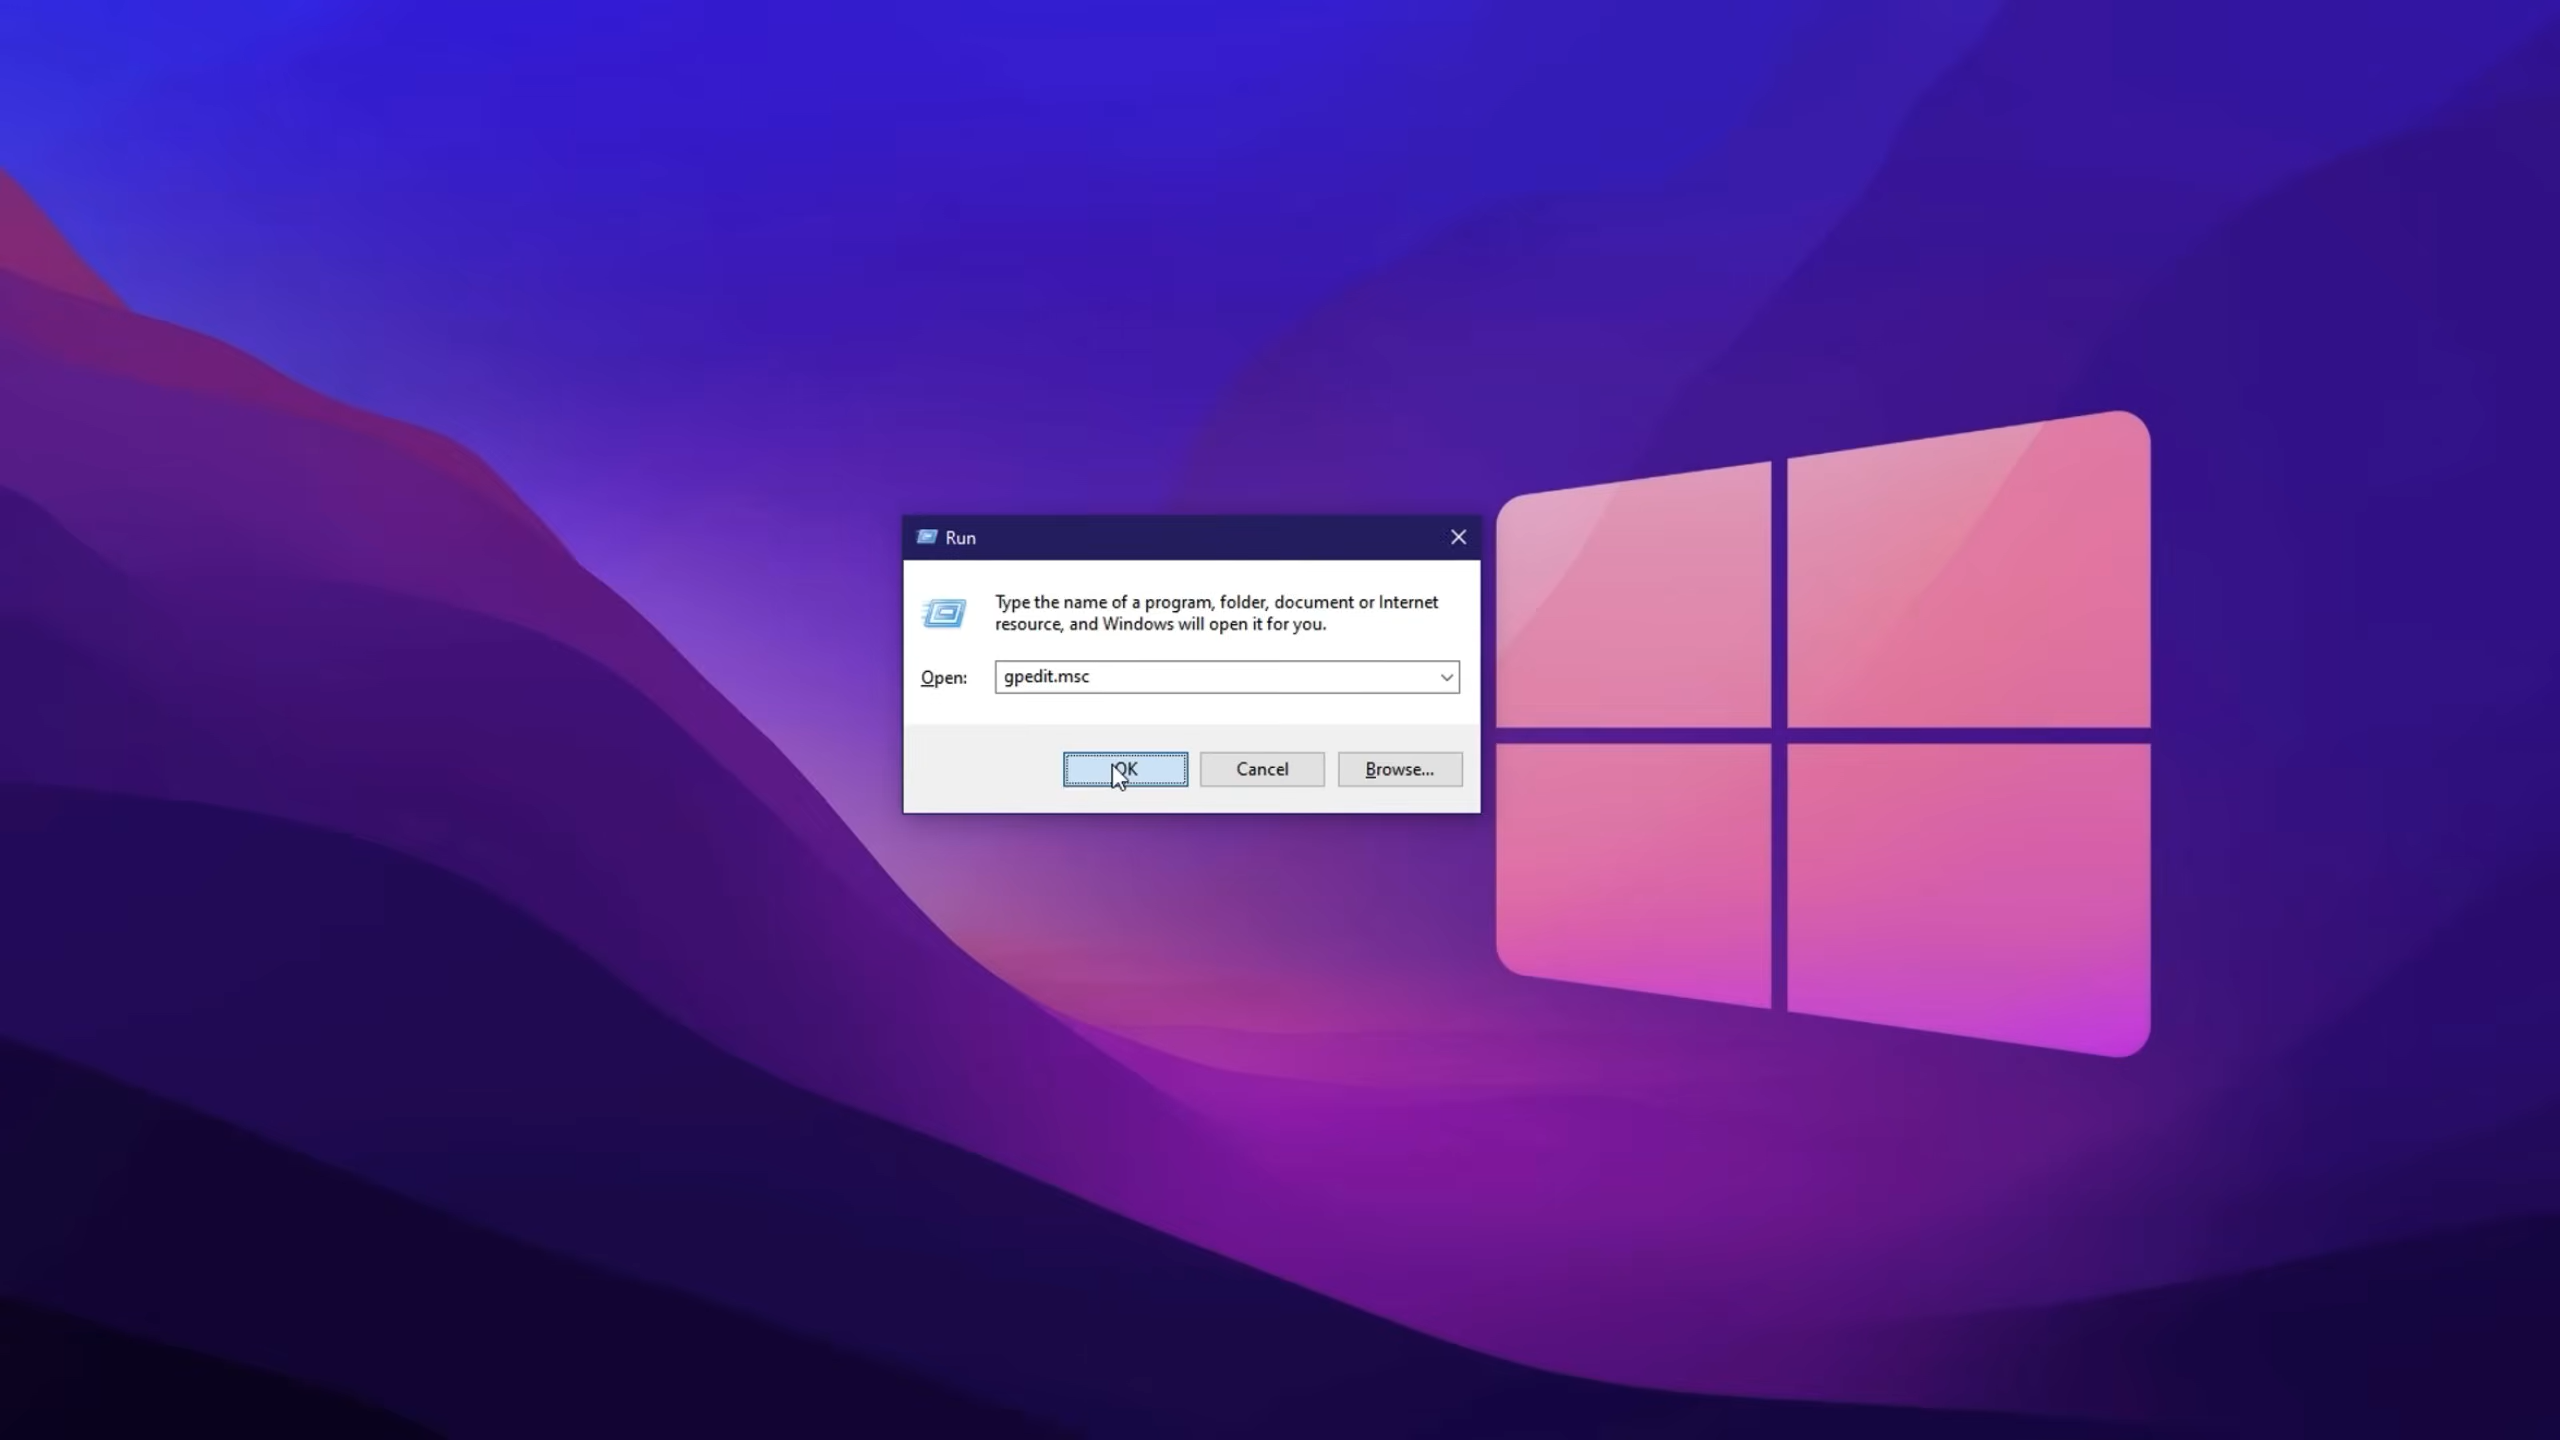 Run
Type the name of a program, folder, document or Internet
resource, and Windows will open it for you.
Open:
gpedit.msc
OK
Cancel
Browse...